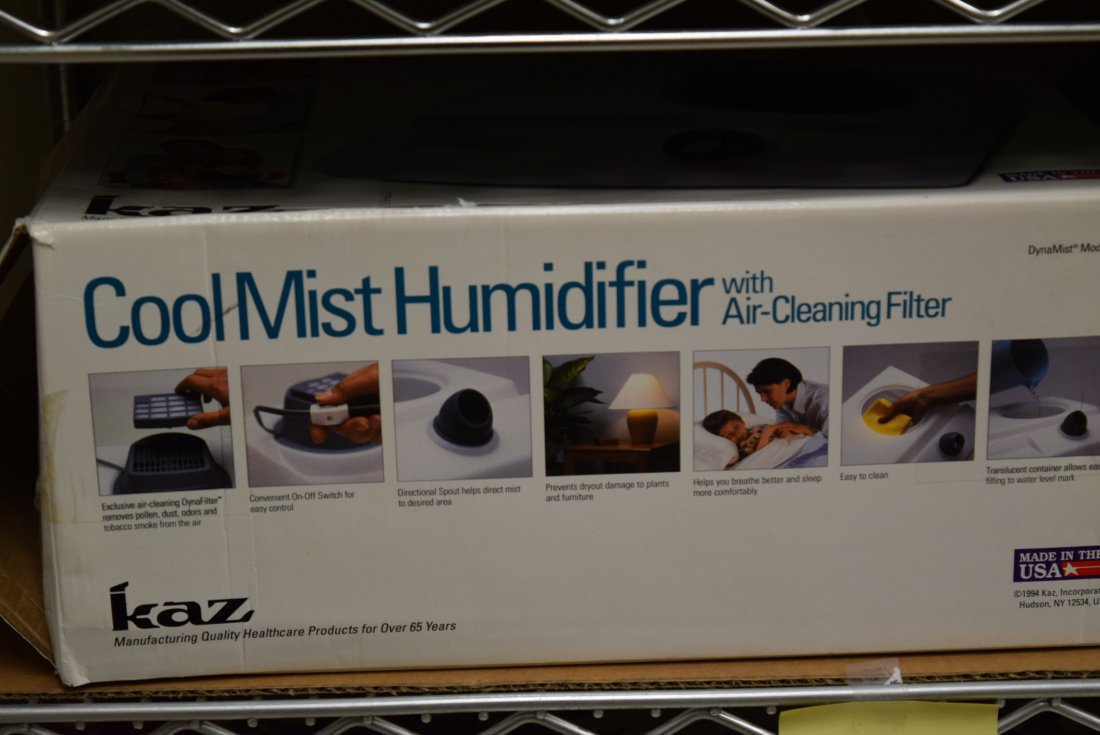 kaz
USA
DynaMist®
Cool Mist Humidifier with
Air-Cleaning Filter
Exclusive air-cleaning DynaFilter™
removes pollen, dust, odors and
tobacco smoke from the air
Convenient On-Off Switch for
easy control
Directional Spout helps direct mist
to desired area
Prevents dryout damage to plants
and furniture
Helps you breathe better and sleep
more comfortably
Easy to clean
Translucent container allows
filling to water level mark
MADE IN THE
USA
©1994 Kaz,
Hudson, NY 12534,
kaz
Manufacturing Quality Healthcare Products for Over 65 Years